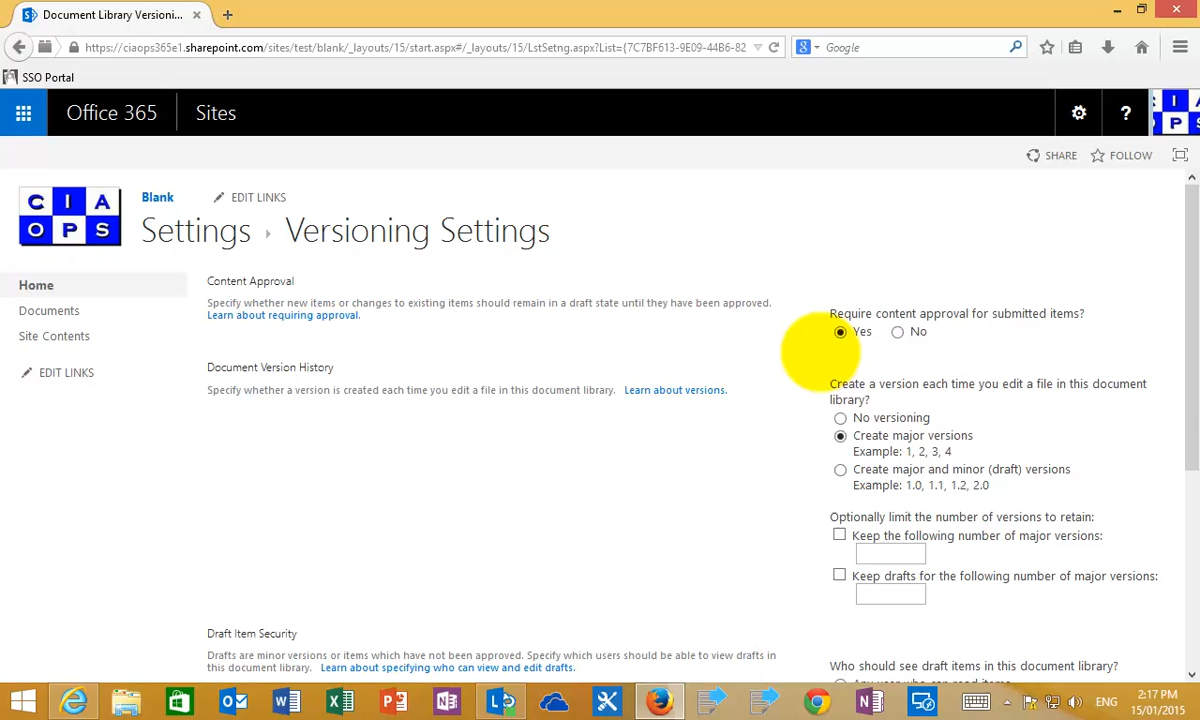 Document Library Versioni...
https://ciaops365e1.sharepoint.com/sites/test/blank/_layouts/15/start.aspx#/_layouts/15/LstSetng.aspx?List={7C7BF613-9E09-44B6-82
Google
SSO Portal
Office 365
Sites
?
I
P
SHARE
FOLLOW
C I A
O P S
Blank
EDIT LINKS
Settings › Versioning Settings
Home
Documents
Site Contents
EDIT LINKS
Content Approval
Specify whether new items or changes to existing items should remain in a draft state until they have been approved.
Learn about requiring approval.
Require content approval for submitted items?
Yes No
Document Version History
Specify whether a version is created each time you edit a file in this document library. Learn about versions.
Create a version each time you edit a file in this document
library?
No versioning
Create major versions
Example: 1, 2, 3, 4
Create major and minor (draft) versions
Example: 1.0, 1.1, 1.2, 2.0
Optionally limit the number of versions to retain:
Keep the following number of major versions:
Keep drafts for the following number of major versions:
Draft Item Security
Drafts are minor versions or items which have not been approved. Specify which users should be able to view drafts in
this document library. Learn about specifying who can view and edit drafts.
Who should see draft items in this document library?
Any user who can read items
ENG
2:17 PM
15/01/2015